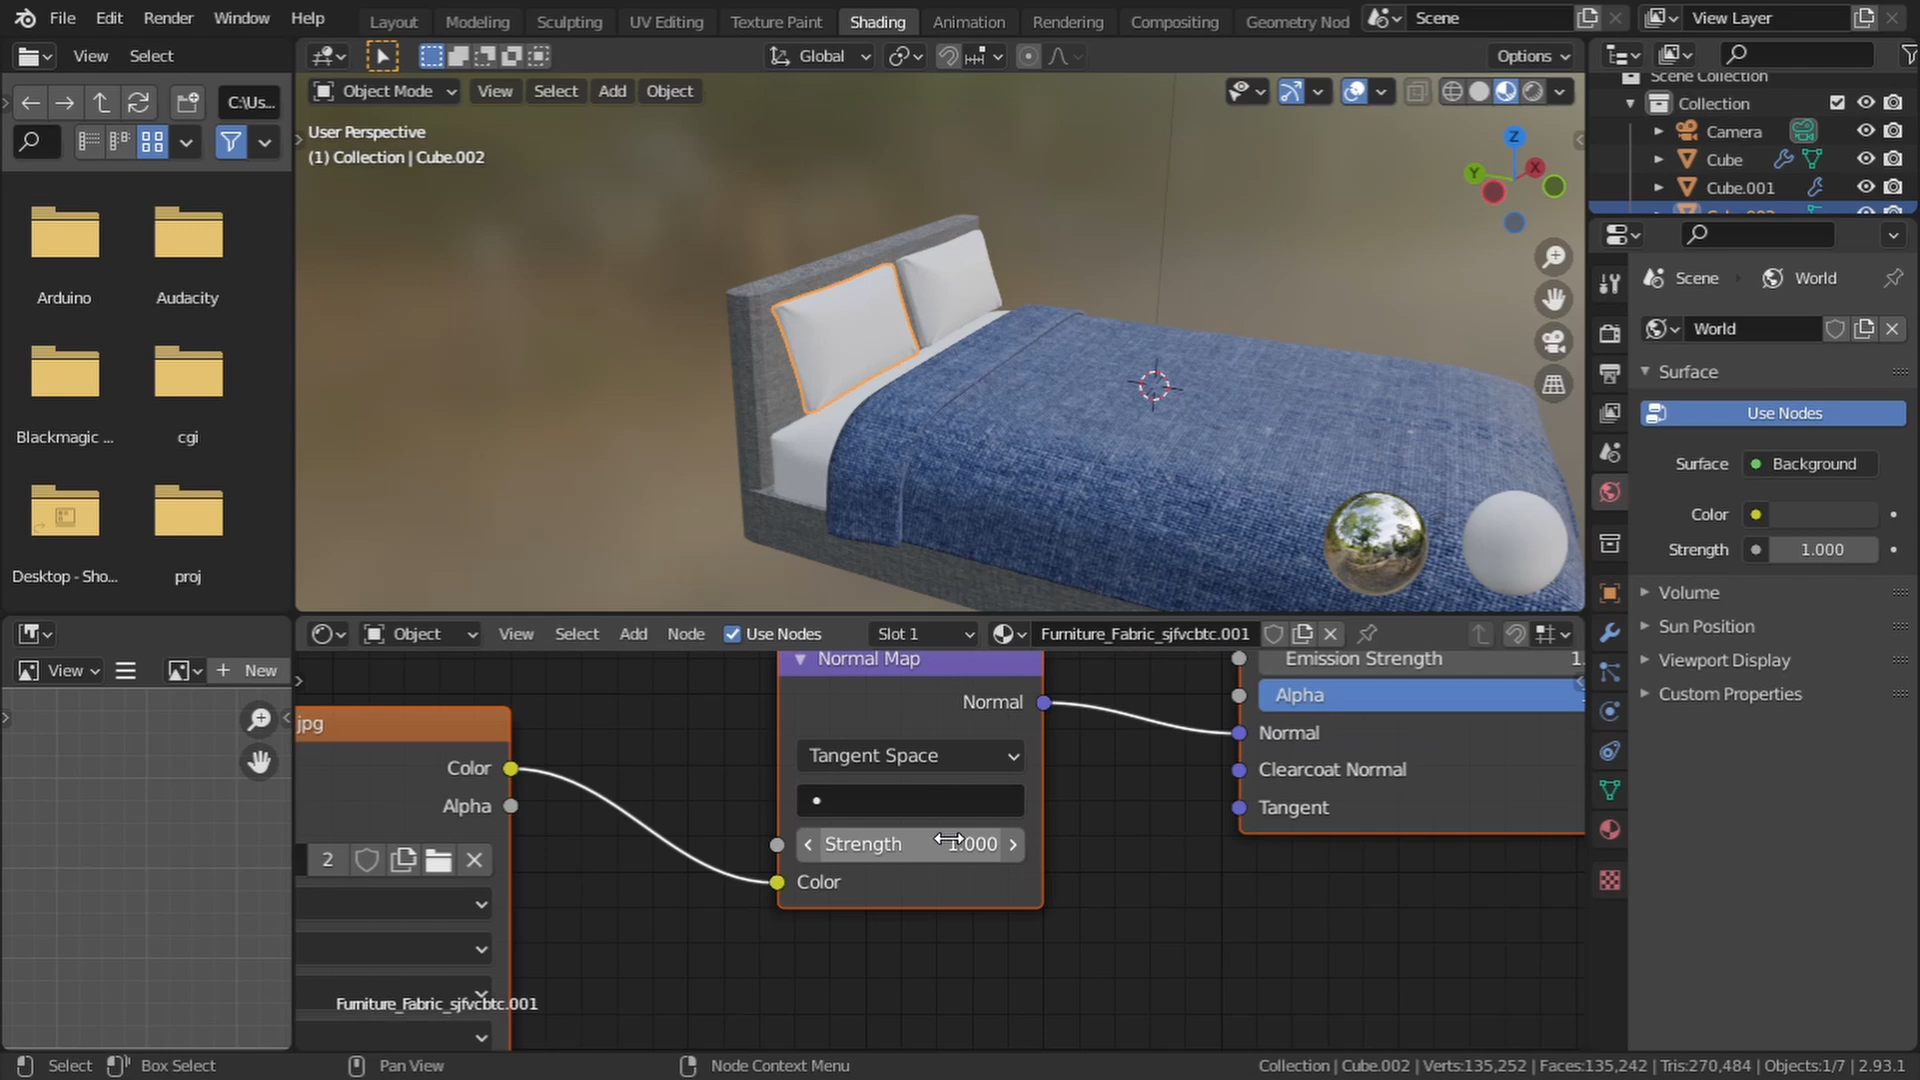 File Edit Render Window Help Layout Modeling Sculpting UV Editing Texture Paint Shading Animation Rendering Compositing Geometry Nod Scene View Layer
View Select Global Options
C:\Us... Object Mode View Select Add Object
User Perspective
(1) Collection | Cube.002
Scene Collection
Collection
Camera
Cube
Cube.001
Z
Y
X
Arduino Audacity
Blackmagic ... cgi
Desktop - Sho... proj
Scene World
World
Surface
Use Nodes
Surface Background
Color
Strength 1.000
Volume
Sun Position
Viewport Display
Custom Properties
Object View Select Add Node Use Nodes Slot 1 Furniture_Fabric_sjfvcbtc.001
View New
Normal Map
Normal
Tangent Space
Strength 1.000
Color
jpg
Color
Alpha
2
Emission Strength 1.
Alpha
Normal
Clearcoat Normal
Tangent
Furniture_Fabric_sjfvcbtc.001
Select Box Select Pan View Node Context Menu Collection | Cube.002 | Verts:135,252 | Faces:135,242 | Tris:270,484 | Objects:1/7 | 2.93.1